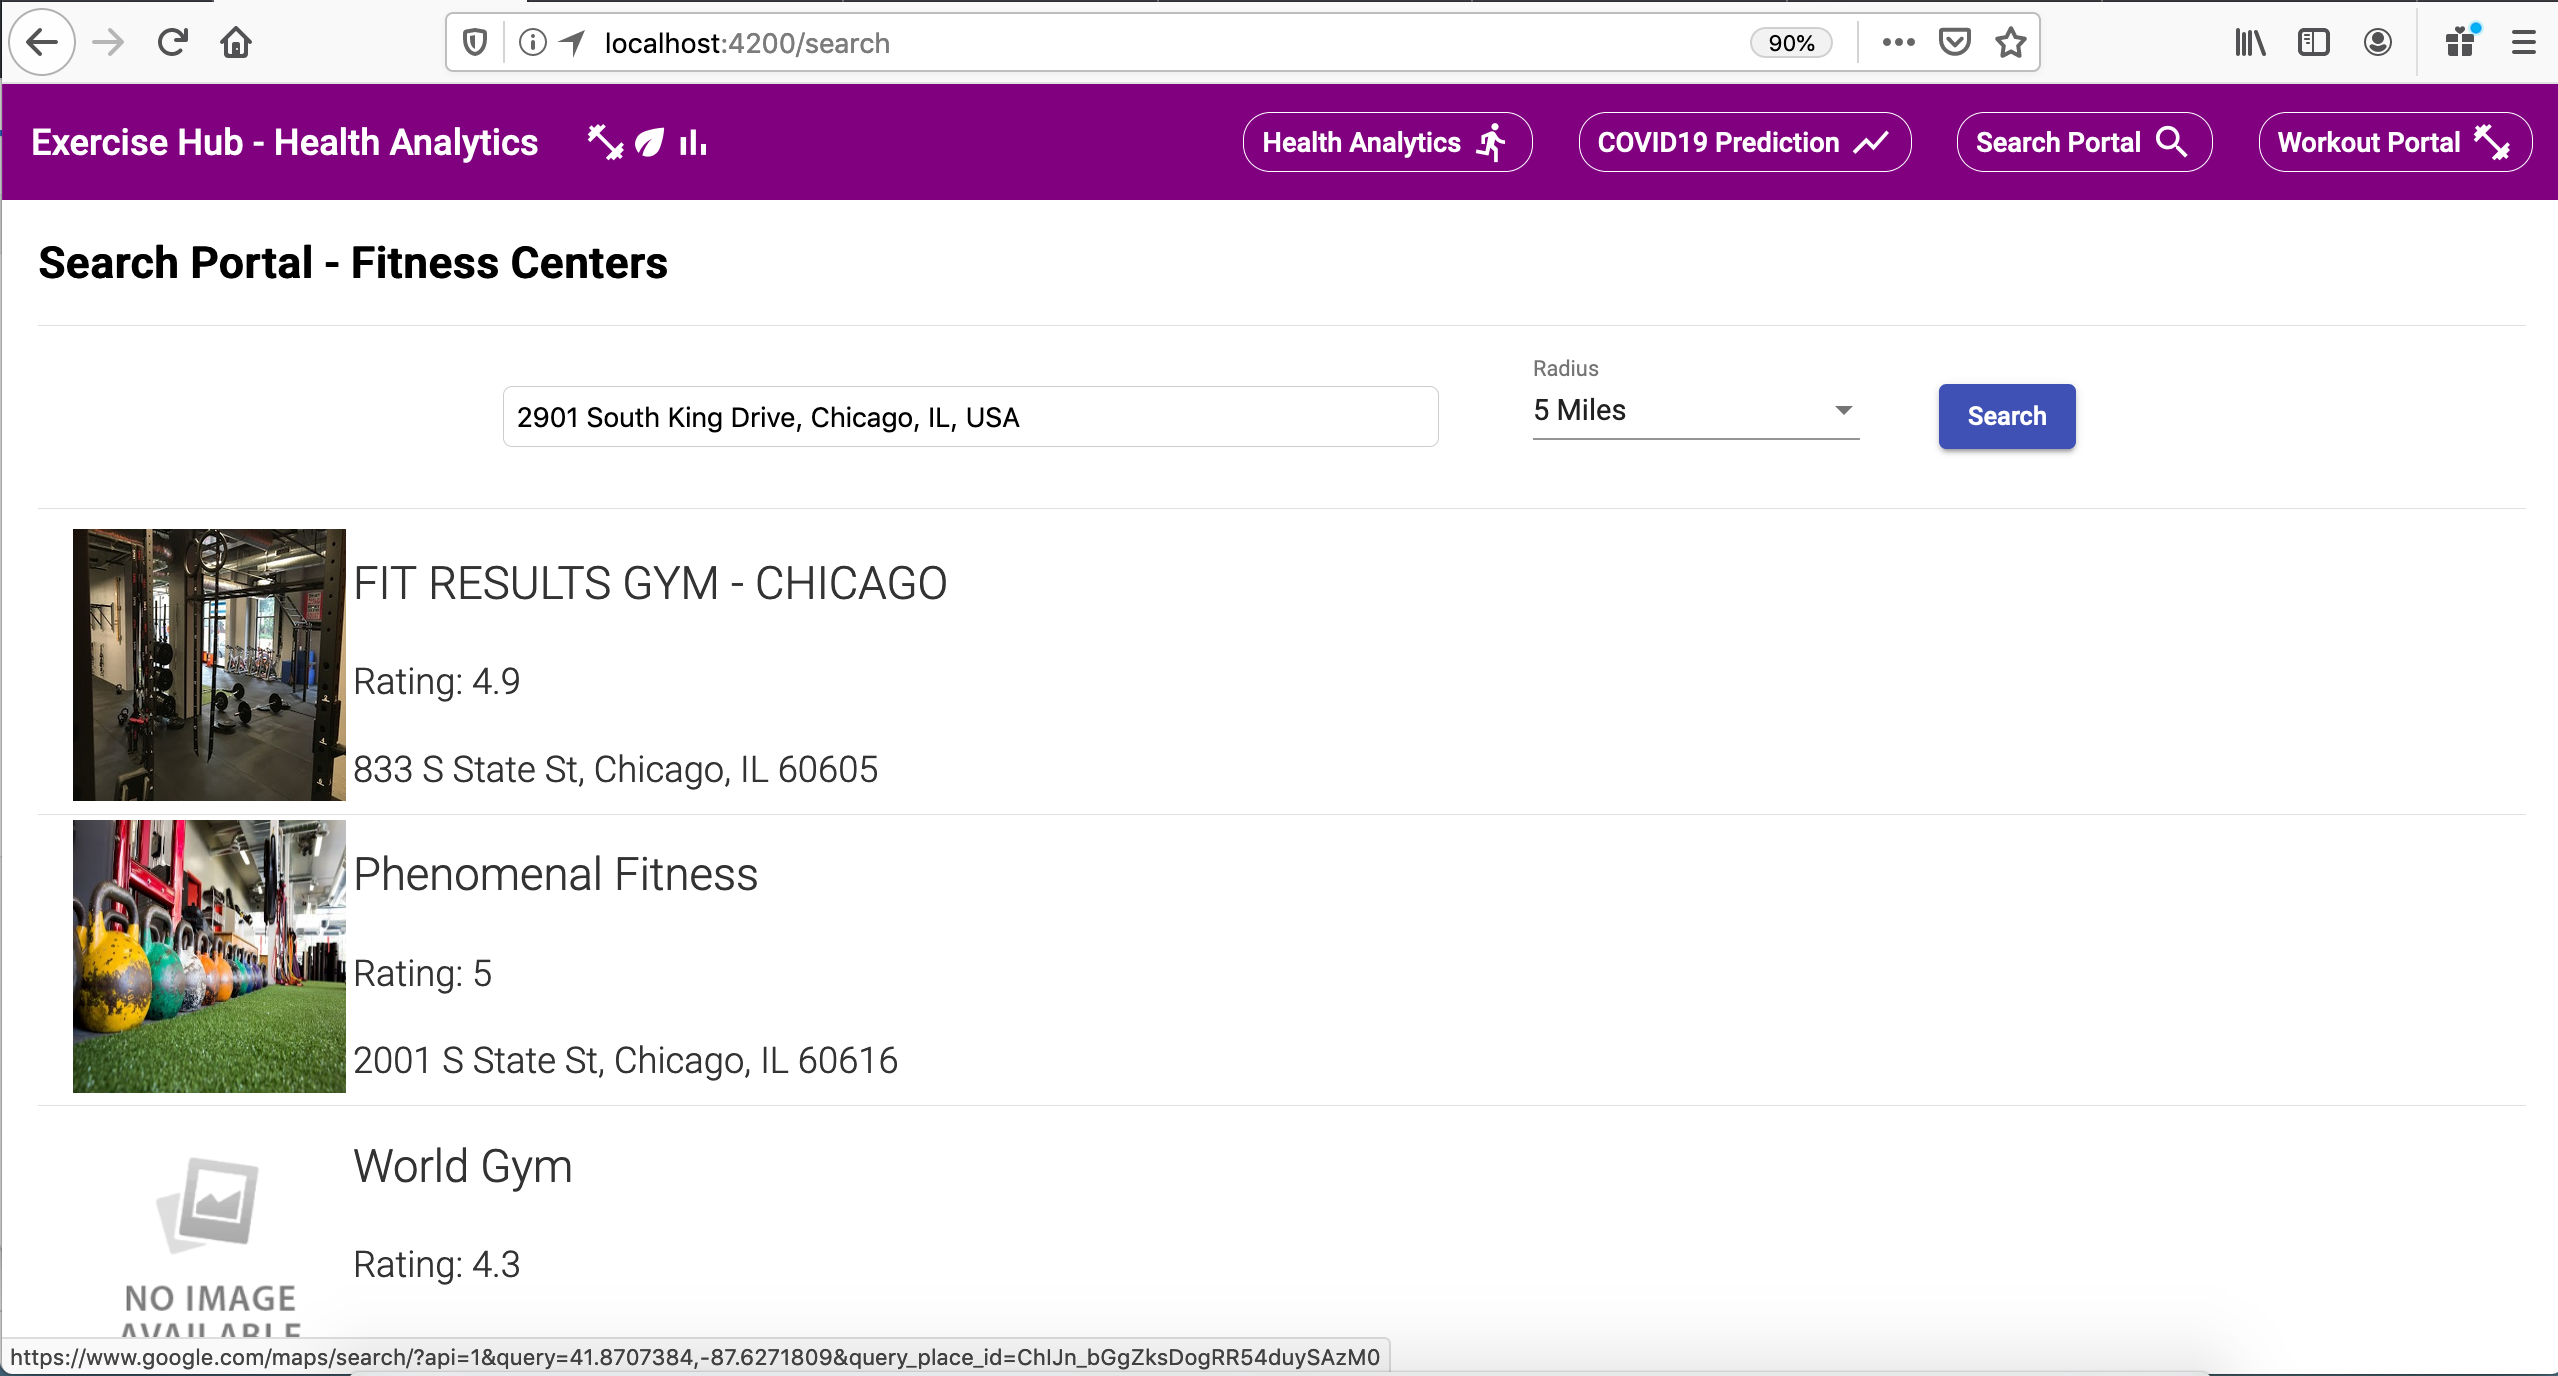 localhost:4200/search
90%
Exercise Hub - Health Analytics
Health Analytics
COVID19 Prediction
Search Portal
Workout Portal
Search Portal - Fitness Centers
Radius
2901 South King Drive, Chicago, IL, USA
5 Miles
Search
FIT RESULTS GYM - CHICAGO
Rating: 4.9
833 S State St, Chicago, IL 60605
Phenomenal Fitness
Rating: 5
2001 S State St, Chicago, IL 60616
World Gym
Rating: 4.3
NO IMAGE
AVAILABLE
https://www.google.com/maps/search/?api=1&query=41.8707384,-87.6271809&query_place_id=ChIJn_bGgZksDogRR54duySAzM0